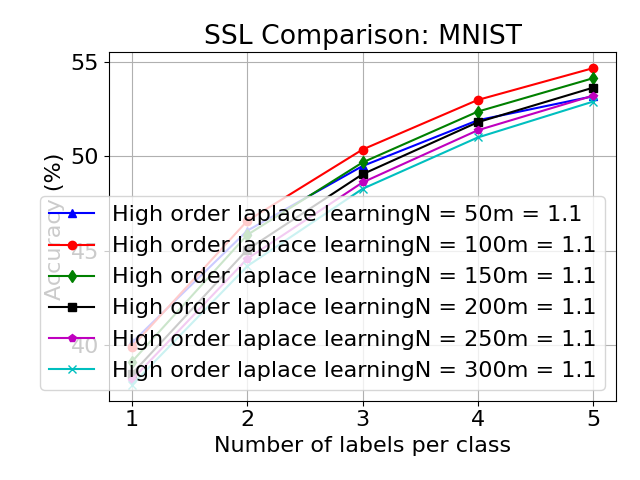 SSL Comparison: MNIST
55
50
45
40
Accuracy (%)
High order laplace learningN = 50m = 1.1
High order laplace learningN = 100m = 1.1
High order laplace learningN = 150m = 1.1
High order laplace learningN = 200m = 1.1
High order laplace learningN = 250m = 1.1
High order laplace learningN = 300m = 1.1
1 2 3 4 5
Number of labels per class